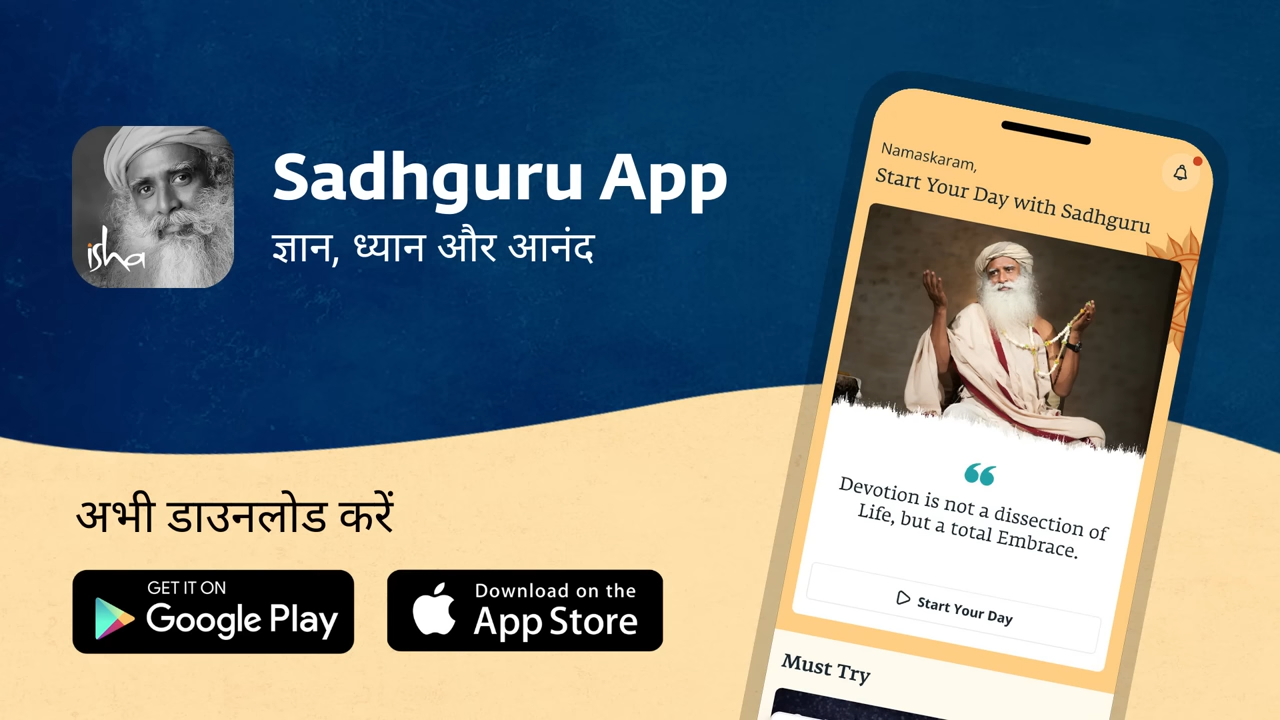 isha
Sadhguru App
ज्ञान, ध्यान और आनंद
अभी डाउनलोड करें
GET IT ON
Google Play
Download on the
App Store
Namaskaram,
Start Your Day with Sadhguru
“
Devotion is not a dissection of
Life, but a total Embrace.
Start Your Day
Must Try